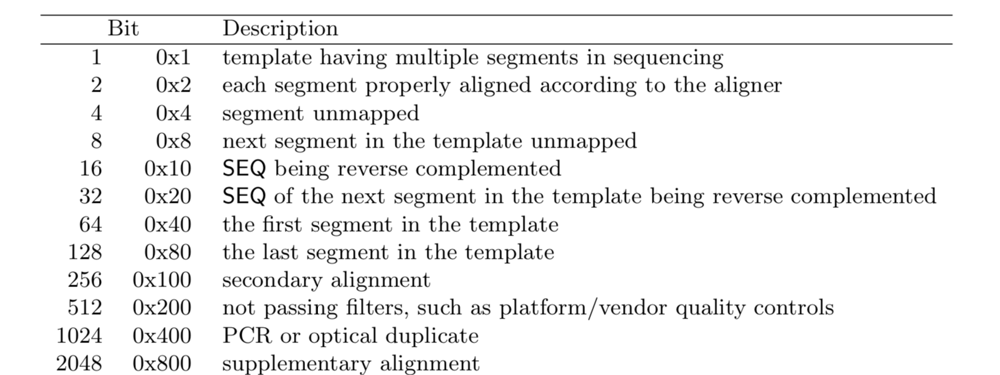 Bit Description
1 0x1 template having multiple segments in sequencing
2 0x2 each segment properly aligned according to the aligner
4 0x4 segment unmapped
8 0x8 next segment in the template unmapped
16 0x10 SEQ being reverse complemented
32 0x20 SEQ of the next segment in the template being reverse complemented
64 0x40 the first segment in the template
128 0x80 the last segment in the template
256 0x100 secondary alignment
512 0x200 not passing filters, such as platform/vendor quality controls
1024 0x400 PCR or optical duplicate
2048 0x800 supplementary alignment